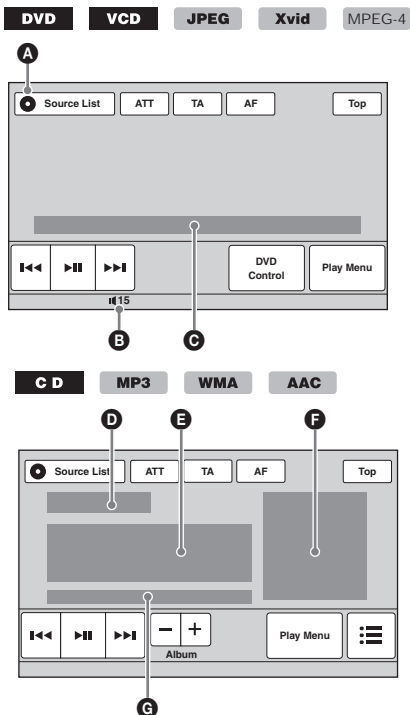 DVD VCD JPEG Xvid MPEG-4
A
Source List ATT TA AF Top
C
DVD Control Play Menu
15
B C
C D MP3 WMA AAC
D E F
Source List ATT TA AF Top
Album
Play Menu
G